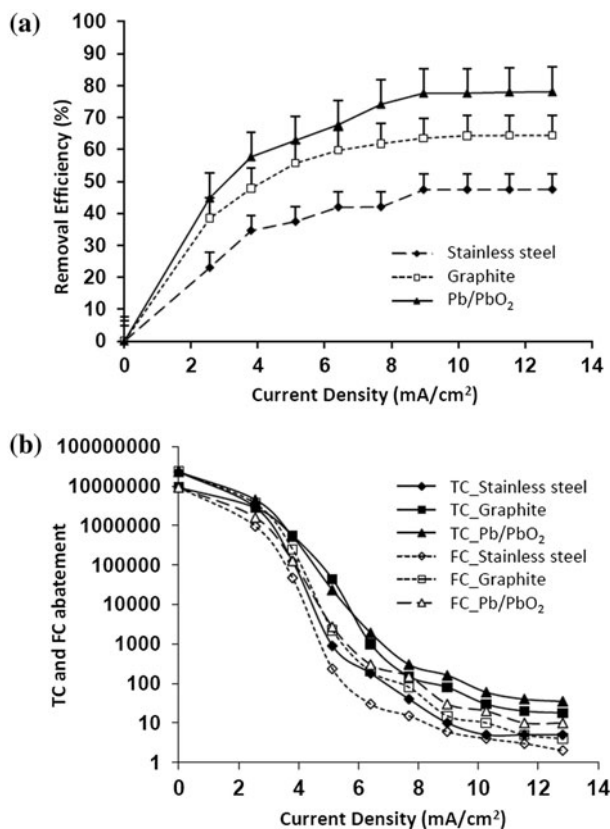 (a)
100
90
80
70
60
50
40
30
20
10
0
Removal Efficiency (%)
Stainless steel
Graphite
Pb/PbO₂
0 2 4 6 8 10 12 14
Current Density (mA/cm²)
(b)
100000000
10000000
1000000
100000
10000
1000
100
10
1
TC and FC abatement
TC_Stainless steel
TC_Graphite
TC_Pb/PbO₂
FC_Stainless steel
FC_Graphite
FC_Pb/PbO₂
0 2 4 6 8 10 12 14
Current Density (mA/cm²)